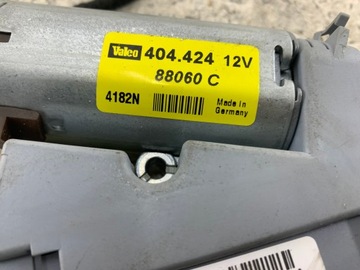 Valeo 404.424 12V
88060 C
4182N
Made in
Germany